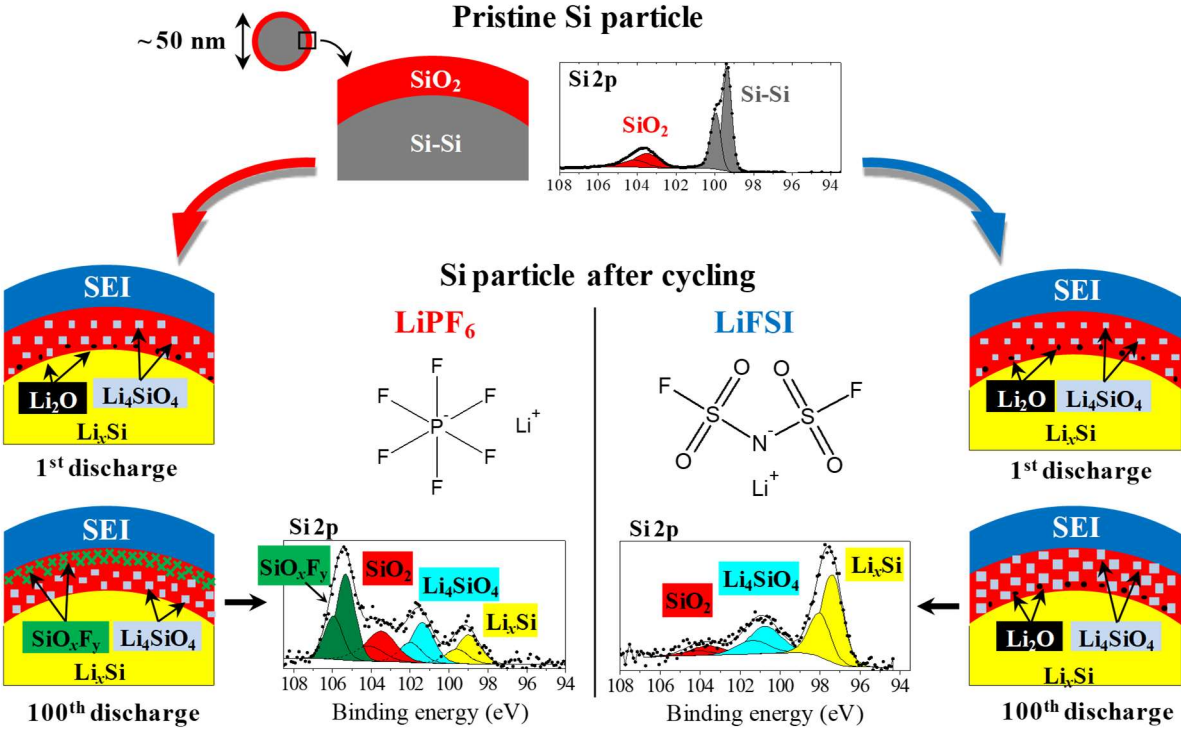 Pristine Si particle
~50 nm
SiO₂
Si-Si
Si 2p
SiO₂
Si-Si
108 106 104 102 100 98 96 94
Si particle after cycling
SEI
Li₂O
Li₄SiO₄
LiₓSi
1ˢᵗ discharge
LiPF₆
F
F F
P⁻
F F
F
Li⁺
LiFSI
O O
F F
S S
O N⁻ O
Li⁺
SEI
Li₂O
Li₄SiO₄
LiₓSi
1ˢᵗ discharge
SEI
SiOₓFᵧ
Li₄SiO₄
LiₓSi
100ᵗʰ discharge
Si 2p
SiOₓFᵧ
SiO₂
Li₄SiO₄
LiₓSi
108 106 104 102 100 98 96 94
Binding energy (eV)
Si 2p
SiO₂
Li₄SiO₄
LiₓSi
108 106 104 102 100 98 96 94
Binding energy (eV)
SEI
Li₂O
Li₄SiO₄
LiₓSi
100ᵗʰ discharge